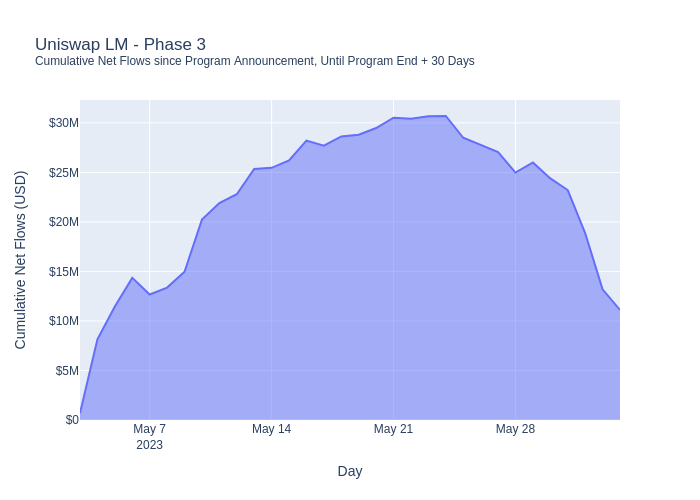 Uniswap LM - Phase 3
Cumulative Net Flows since Program Announcement, Until Program End + 30 Days
Cumulative Net Flows (USD)
$30M
$25M
$20M
$15M
$10M
$5M
$0
May 7
2023
May 14
May 21
May 28
Day